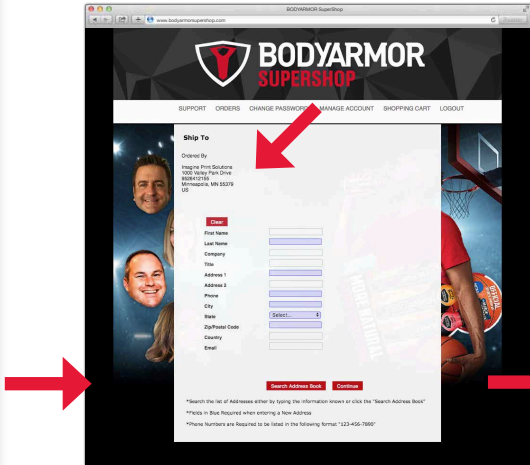 BODYARMOR SuperShop
www.bodyarmorsupershop.com
BODYARMOR
SUPERSHOP
SUPPORT ORDERS CHANGE PASSWORD MANAGE ACCOUNT SHOPPING CART LOGOUT
Ship To
Ordered By
Imagine Print Solutions
1000 Valley Park Drive
9526412155
Minneapolis, MN 55379
US
Clear
First Name
Last Name
Company
Title
Address 1
Address 2
Phone
City
State Select...
Zip/Postal Code
Country
Email
MORE NATURAL
OFFICIAL
Search Address Book Continue
*Search the list of Addresses either by typing the information known or click the "Search Address Book"
*Fields in Blue Required when entering a New Address
*Phone Numbers are Required to be listed in the following format "123-456-7890"